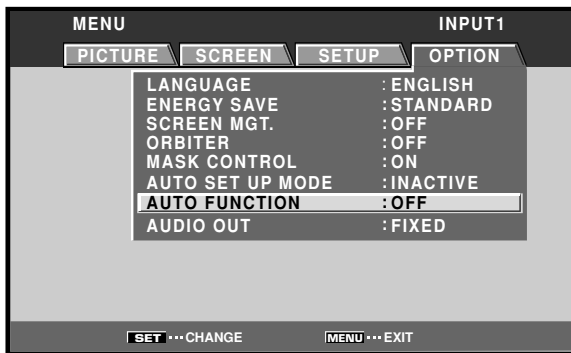 MENU INPUT1
PICTURE SCREEN SETUP OPTION
LANGUAGE : ENGLISH
ENERGY SAVE : STANDARD
SCREEN MGT. : OFF
ORBITER : OFF
MASK CONTROL : ON
AUTO SET UP MODE : INACTIVE
AUTO FUNCTION : OFF
AUDIO OUT : FIXED
SET ··· CHANGE MENU ··· EXIT